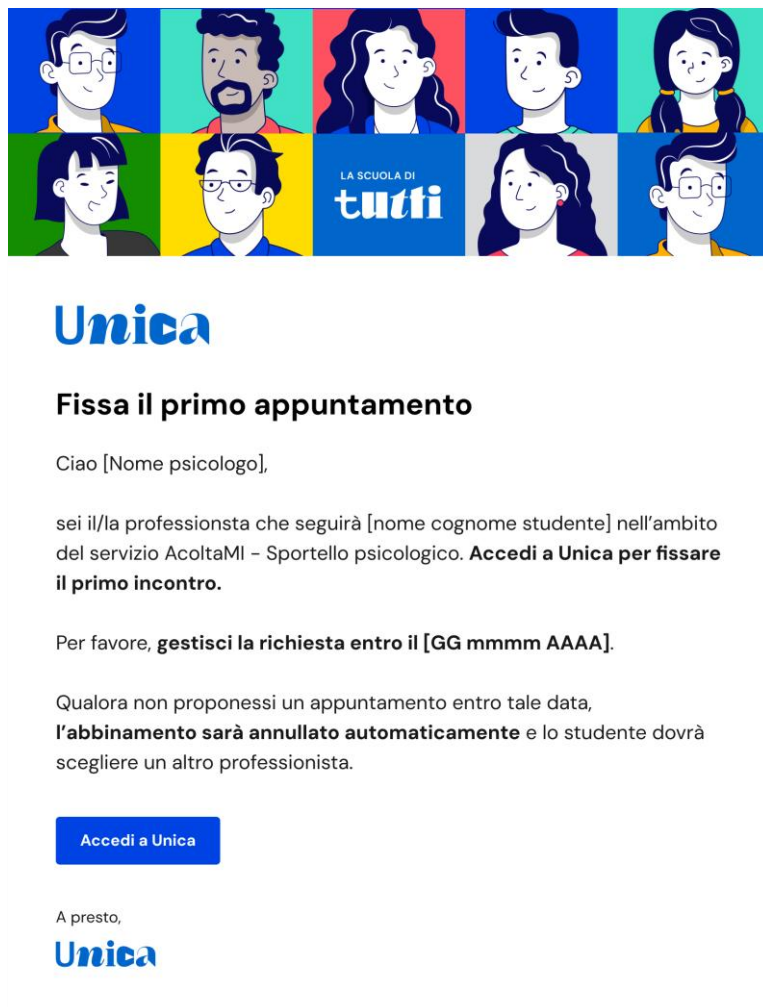 LA SCUOLA DI
tutti
Unica
Fissa il primo appuntamento
Ciao [Nome psicologo],
sei il/la professionsta che seguirà [nome cognome studente] nell’ambito
del servizio AcoltaMI – Sportello psicologico. Accedi a Unica per fissare
il primo incontro.
Per favore, gestisci la richiesta entro il [GG mmmm AAAA].
Qualora non proponessi un appuntamento entro tale data,
l’abbinamento sarà annullato automaticamente e lo studente dovrà
scegliere un altro professionista.
Accedi a Unica
A presto,
Unica